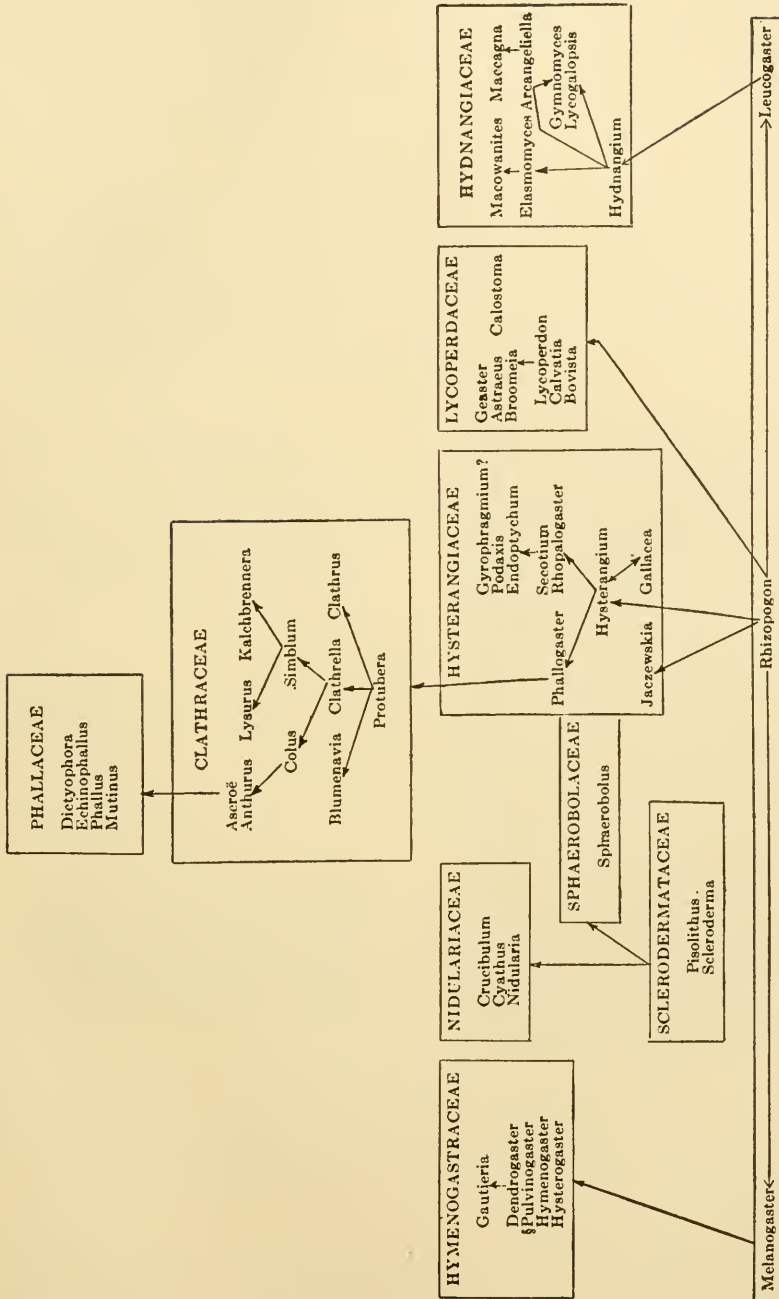 PHALLACEAE
Dictyophora
Echinophallus
Phallus
Mutinus
CLATHRACEAE
Ascroë
Anthurus
Lysurus
Kalchbrennera
Colus
.Simblum
Blumenavia
Clathrella
Clathrus
Protubera
HYMENOGASTRACEAE
Gautieria
Dendrogaster
§Pulvinogaster
Hymenogaster
Hysterogaster
NIDULARIACEAE
Crucibulum
Cyathus
Nidularia
SPHAEROBOLACEAE
Sphaerobolus
SCLERODERMATACEAE
Pisolithus.
Scleroderma
HYSTERANGIACEAE
Gyrophragmium?
Podaxis
Endoptychum
Phallogaster
Secotium
Rhopalogaster
Hysterangium
Jaczewskia
Gallacea
LYCOPERDACEAE
Geaster
Astraeus
Calostoma
Broomeia
Lycoperdon
Calvatia
Bovista
HYDNANGIACEAE
Macowanites
Maccagna
Elasmomyces
Arcangeliella
Gymnomyces
Lycogalopsis
Hydnangium
Melanogaster
Rhizopogon
Leucogaster